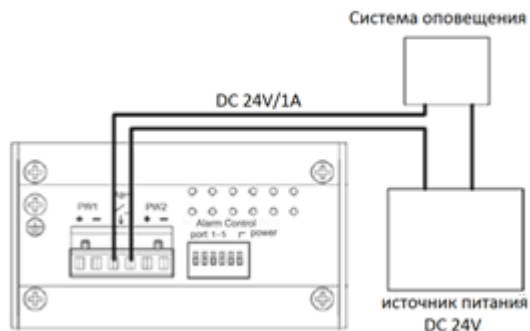 Система оповещения
DC 24V/1A
PW1
PW2
+ −
+ −
Alarm Control
port 1-5
power
источник питания
DC 24V